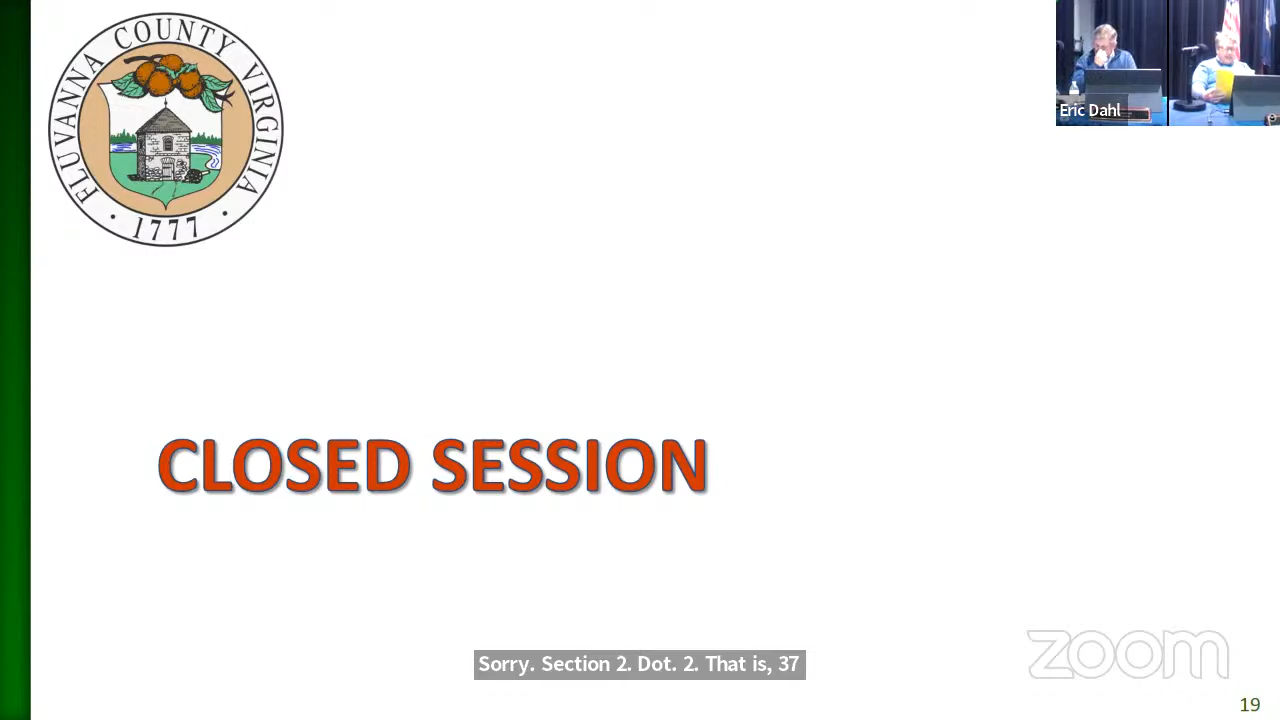 FLUVANNA COUNTY VIRGINIA
· 1777 ·
Eric Dahl
CLOSED SESSION
Sorry. Section 2. Dot. 2. That is, 37
zoom
19